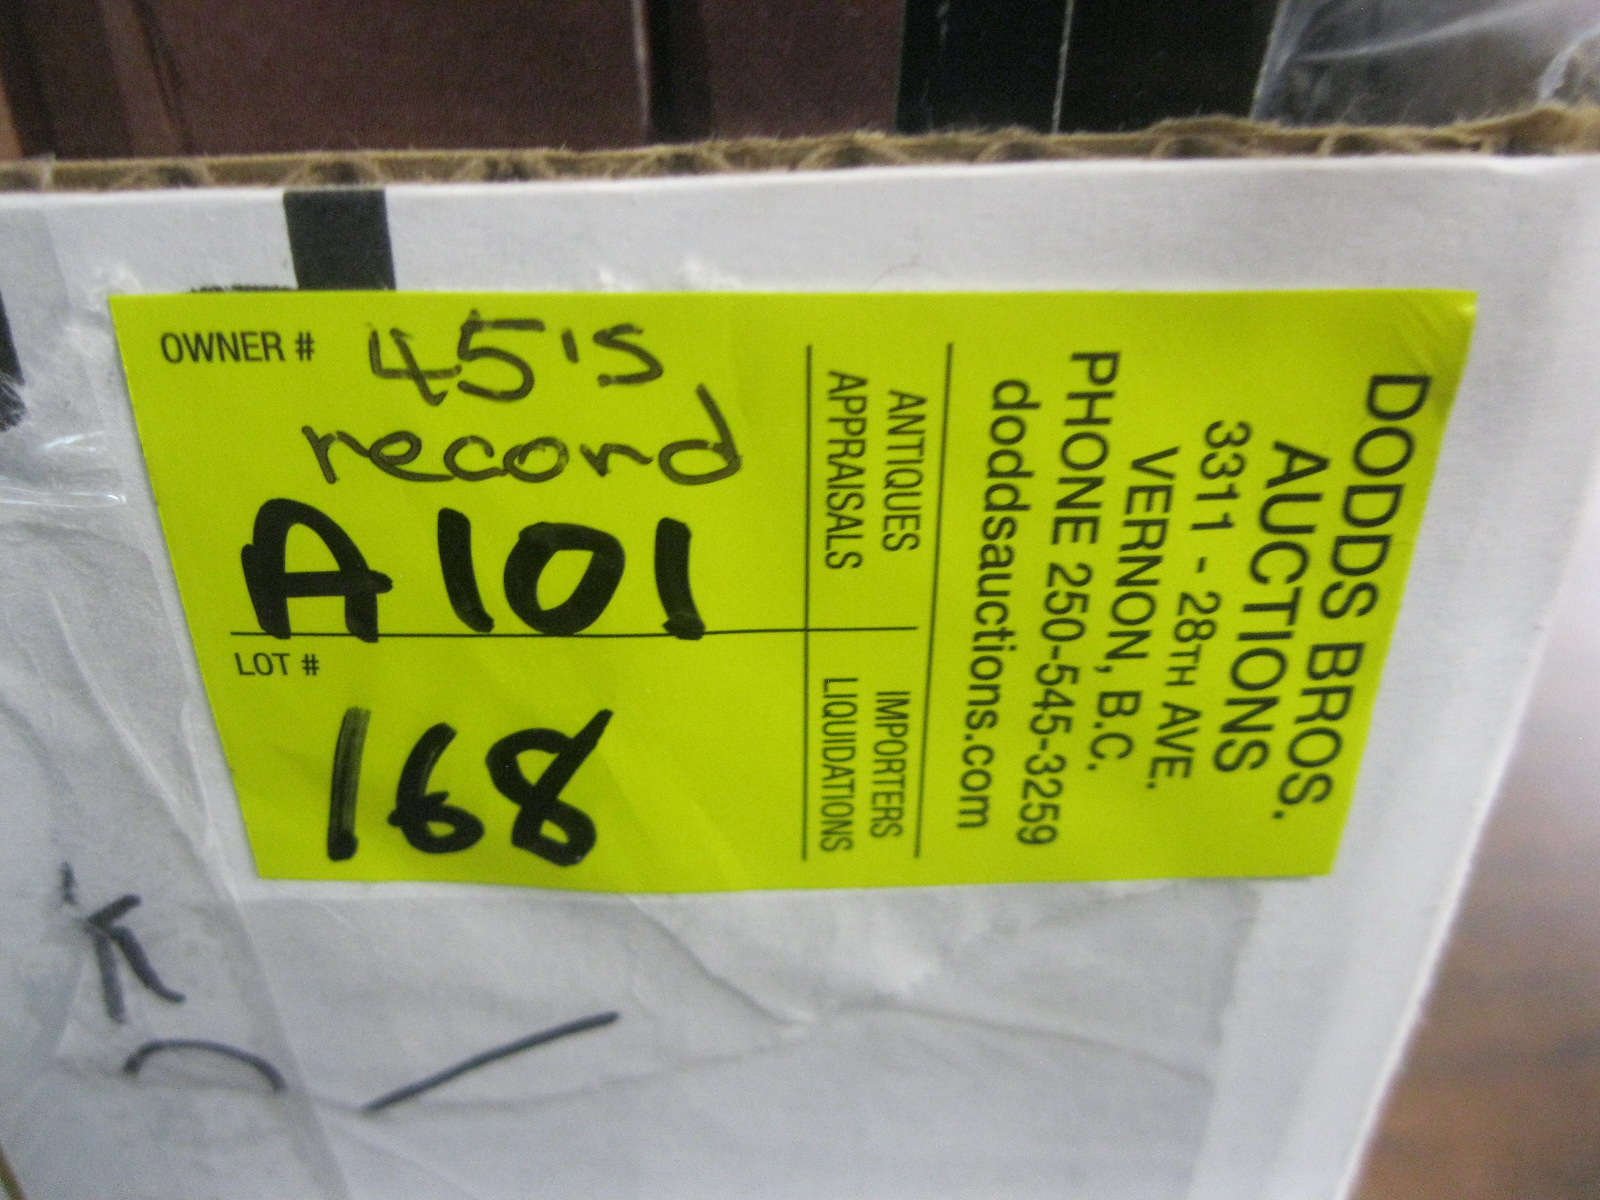 OWNER # 45's
record
A101
LOT #
168
ANTIQUES
APPRAISALS
IMPORTERS
LIQUIDATIONS
DODDS BROS.
AUCTIONS
3311 - 28TH AVE.
VERNON, B.C.
PHONE 250-545-3259
doddsauctions.com